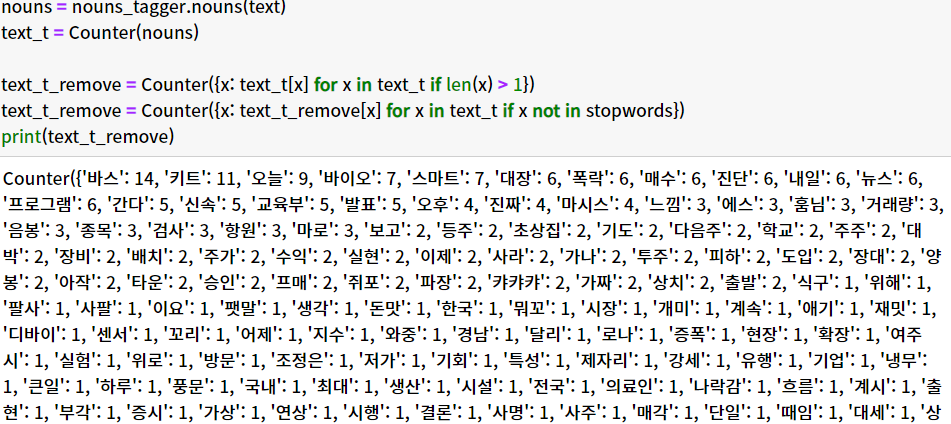 nouns = nouns_tagger.nouns(text)
text_t = Counter(nouns)
text_t_remove = Counter({x: text_t[x] for x in text_t if len(x) > 1})
text_t_remove = Counter({x: text_t_remove[x] for x in text_t if x not in stopwords})
print(text_t_remove)
Counter({'바스': 14, '키트': 11, '오늘': 9, '바이오': 7, '스마트': 7, '대장': 6, '폭락': 6, '매수': 6, '진단': 6, '내일': 6, '뉴스': 6,
'프로그램': 6, '간다': 5, '신속': 5, '교육부': 5, '발표': 5, '오후': 4, '진짜': 4, '마시스': 4, '느낌': 3, '에스': 3, '훔님': 3, '거래량': 3,
'음봉': 3, '종목': 3, '검사': 3, '항원': 3, '마로': 3, '보고': 2, '등주': 2, '초상집': 2, '기도': 2, '다음주': 2, '학교': 2, '주주': 2, '대
박': 2, '장비': 2, '배치': 2, '주가': 2, '수익': 2, '실현': 2, '이제': 2, '사라': 2, '가나': 2, '투주': 2, '피하': 2, '도입': 2, '장대': 2, '양
봉': 2, '아작': 2, '타운': 2, '승인': 2, '프매': 2, '쥐포': 2, '파장': 2, '캬캬캬': 2, '가짜': 2, '상치': 2, '출발': 2, '식구': 1, '위해': 1,
'팔사': 1, '사팔': 1, '이요': 1, '팻말': 1, '생각': 1, '돈맛': 1, '한국': 1, '뭐꼬': 1, '시장': 1, '개미': 1, '계속': 1, '얘기': 1, '재밋': 1,
'디바이': 1, '센서': 1, '꼬리': 1, '어제': 1, '지수': 1, '와중': 1, '경남': 1, '달리': 1, '로나': 1, '증폭': 1, '현장': 1, '확장': 1, '여주
시': 1, '실험': 1, '위로': 1, '방문': 1, '조정은': 1, '저가': 1, '기회': 1, '특성': 1, '제자리': 1, '강세': 1, '유행': 1, '기업': 1, '냉무':
1, '큰일': 1, '하루': 1, '풍문': 1, '국내': 1, '최대': 1, '생산': 1, '시설': 1, '전국': 1, '의료인': 1, '나락감': 1, '흐름': 1, '계시': 1, '출
현': 1, '부각': 1, '증시': 1, '가상': 1, '연상': 1, '시행': 1, '결론': 1, '사명': 1, '사주': 1, '매각': 1, '단일': 1, '때임': 1, '대세': 1, '상